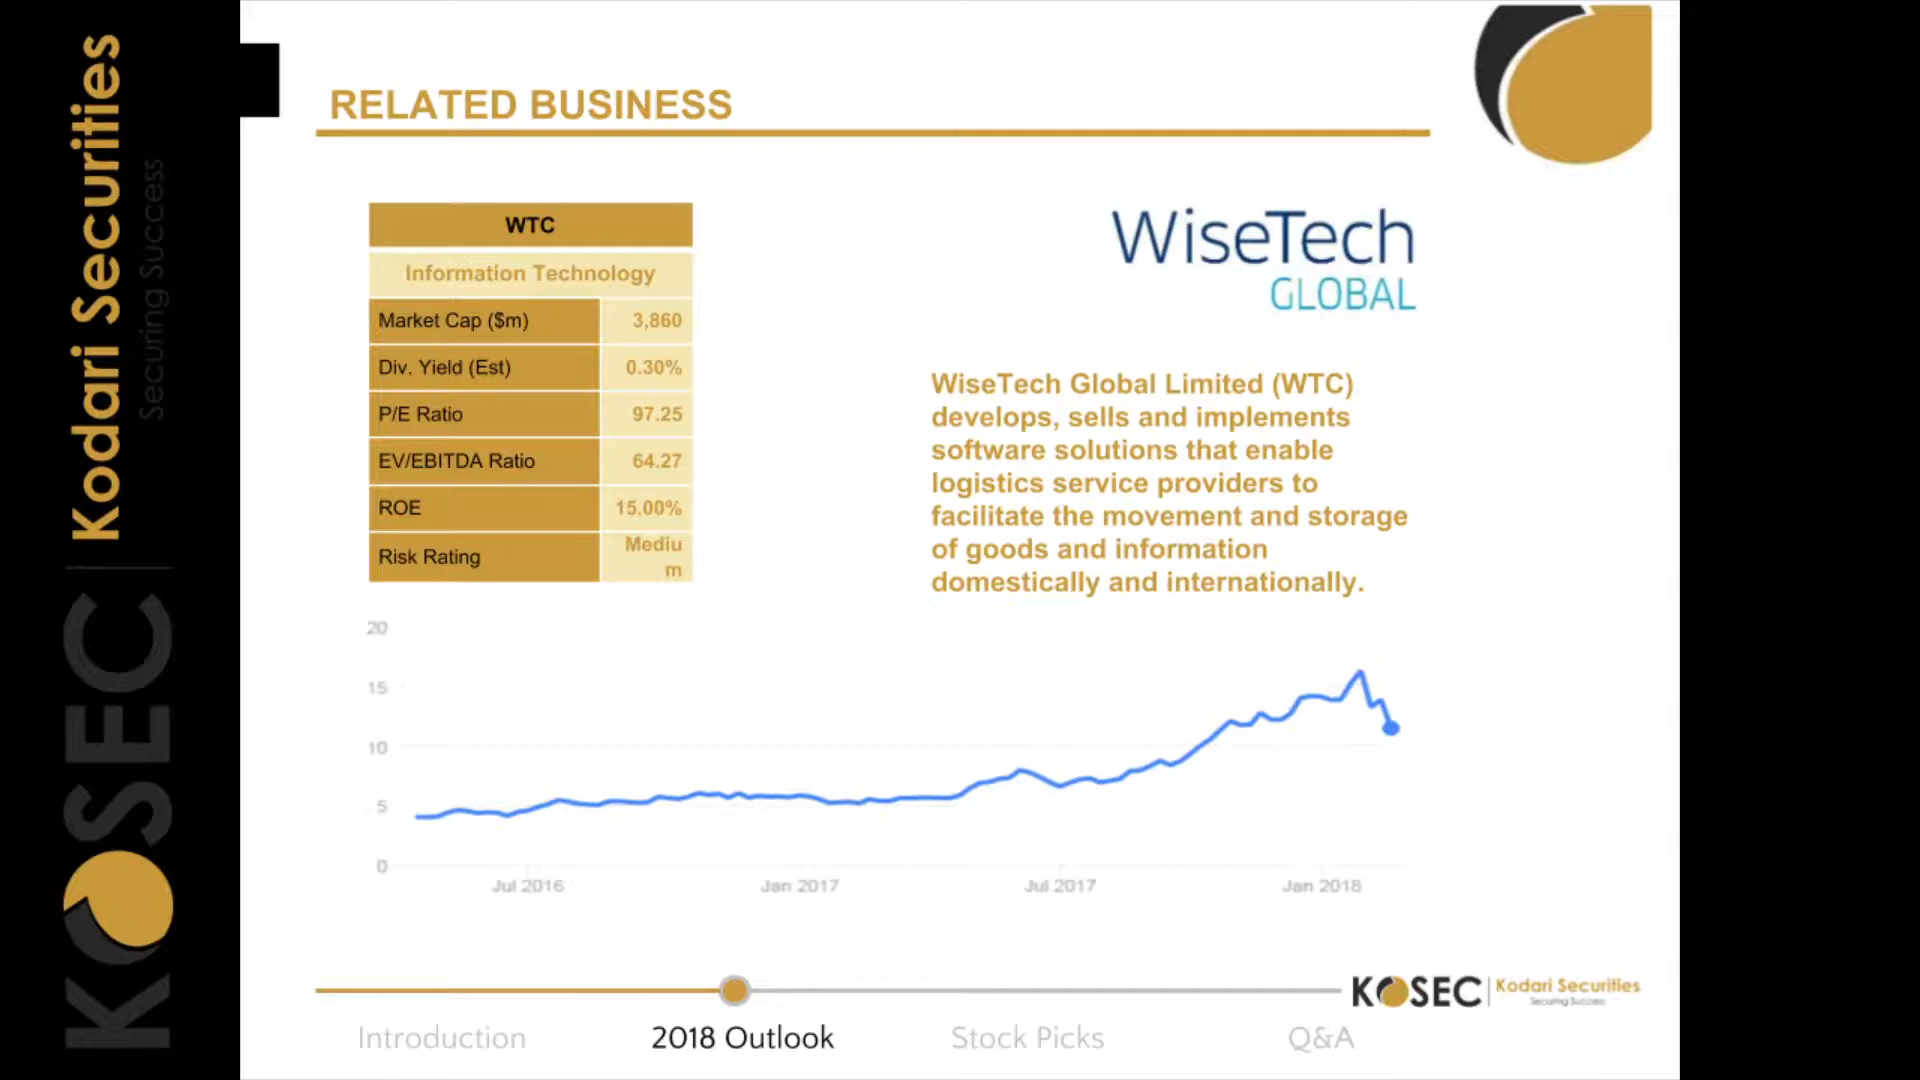 KOSEC | Kodari Securities
Securing Success
RELATED BUSINESS
WTC
Information Technology
Market Cap ($m) 3,860
Div. Yield (Est) 0.30%
P/E Ratio 97.25
EV/EBITDA Ratio 64.27
ROE 15.00%
Risk Rating Mediu
m
WiseTech
GLOBAL
WiseTech Global Limited (WTC)
develops, sells and implements
software solutions that enable
logistics service providers to
facilitate the movement and storage
of goods and information
domestically and internationally.
20
15
10
5
0
Jul 2016 Jan 2017 Jul 2017 Jan 2018
KOSEC | Kodari Securities
Securing Success
Introduction 2018 Outlook Stock Picks Q&A